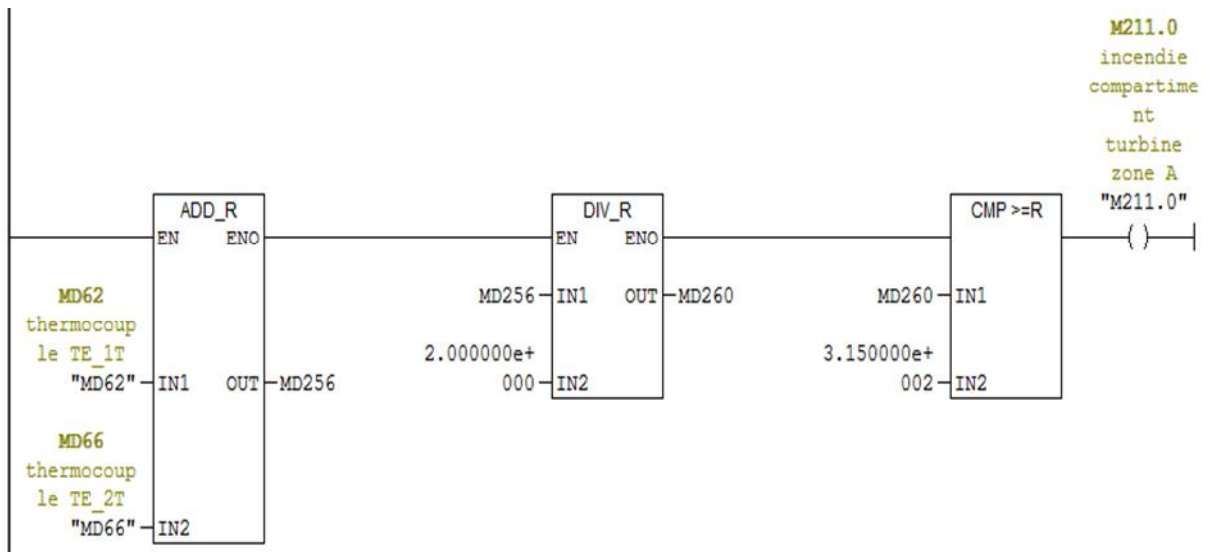 M211.0
incendie
compartime
nt
turbine
zone A
"M211.0"
ADD_R
EN ENO
MD62
thermocoup
le TE_1T
"MD62" IN1 OUT MD256
MD66
thermocoup
le TE_2T
"MD66" IN2
DIV_R
EN ENO
MD256 IN1 OUT MD260
2.000000e+
000 IN2
CMP >=R
MD260 IN1
3.150000e+
002 IN2